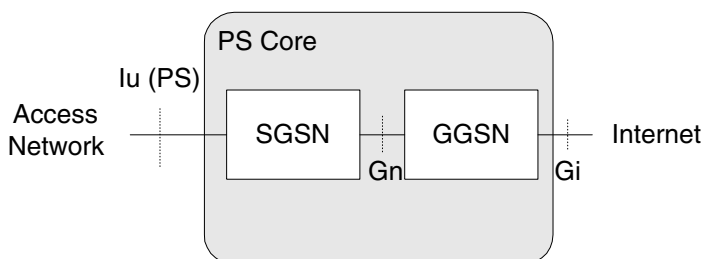 PS Core
Iu (PS)
Access
Network
SGSN
GGSN
Internet
Gn
Gi